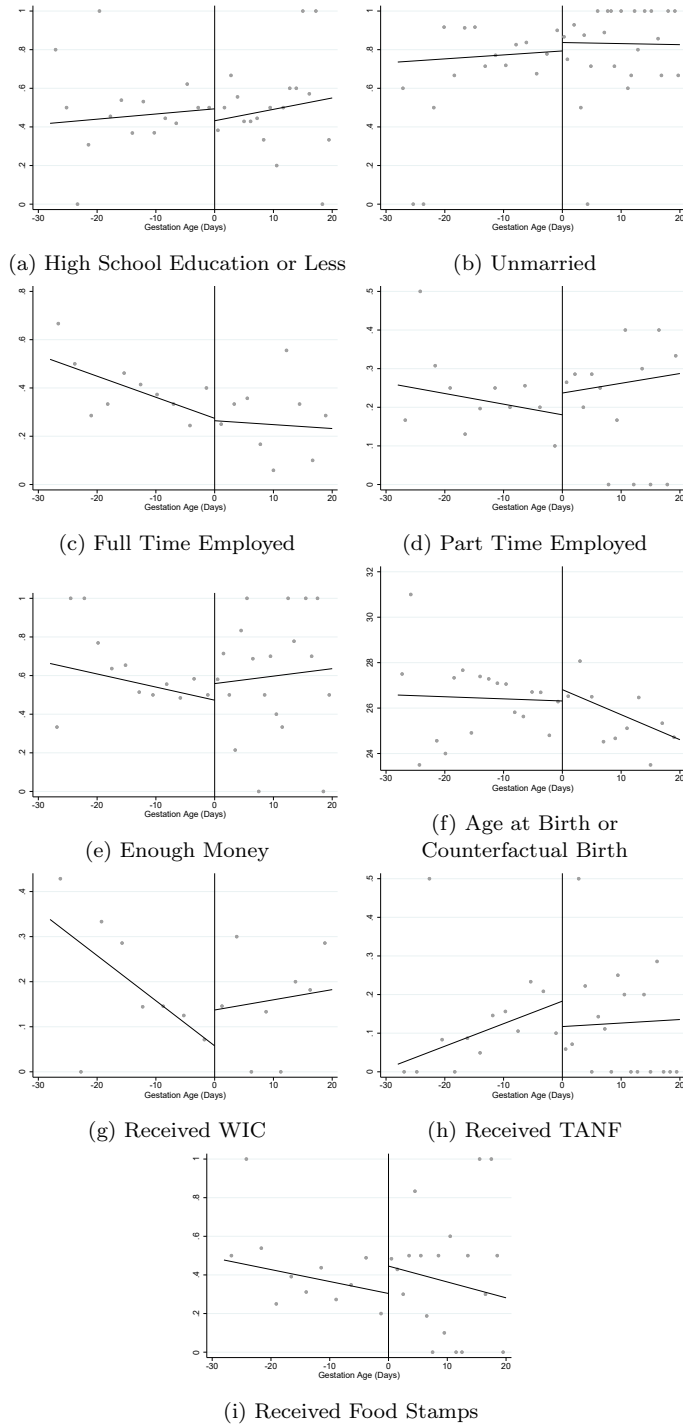 1
.8
.6
.4
.2
0
-30 -20 -10 0 10 20
Gestation Age (Days)
(a) High School Education or Less
1
.8
.6
.4
.2
0
-30 -20 -10 0 10 20
Gestation Age (Days)
(b) Unmarried
.8
.6
.4
.2
0
-30 -20 -10 0 10 20
Gestation Age (Days)
(c) Full Time Employed
.5
.4
.3
.2
.1
0
-30 -20 -10 0 10 20
Gestation Age (Days)
(d) Part Time Employed
1
.8
.6
.4
.2
0
-30 -20 -10 0 10 20
Gestation Age (Days)
(e) Enough Money
32
30
28
26
24
-30 -20 -10 0 10 20
Gestation Age (Days)
(f) Age at Birth or
Counterfactual Birth
.4
.3
.2
.1
0
-30 -20 -10 0 10 20
Gestation Age (Days)
(g) Received WIC
.5
.4
.3
.2
.1
0
-30 -20 -10 0 10 20
Gestation Age (Days)
(h) Received TANF
1
.8
.6
.4
.2
0
-30 -20 -10 0 10 20
Gestation Age (Days)
(i) Received Food Stamps